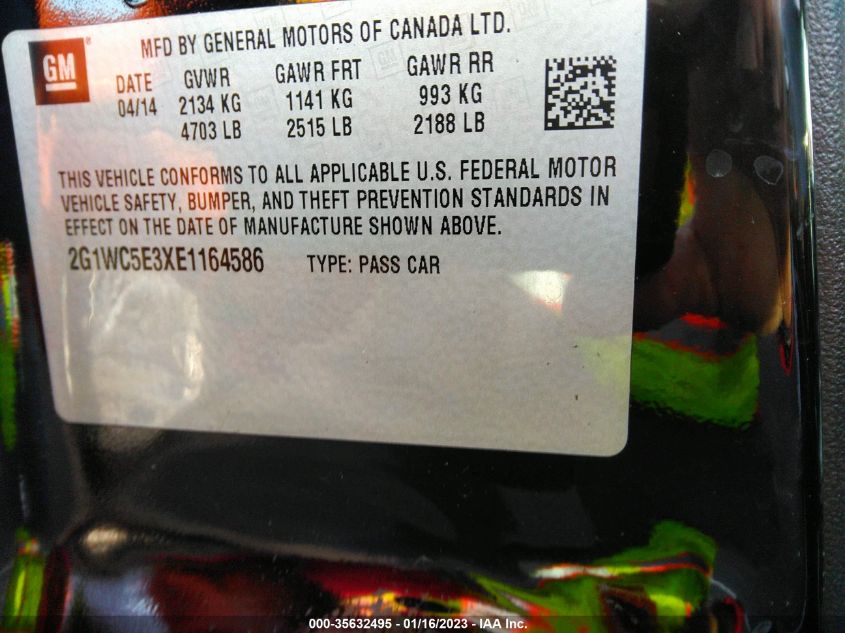 GM
MFD BY GENERAL MOTORS OF CANADA LTD.
DATE GVWR GAWR FRT GAWR RR
04/14 2134 KG 1141 KG 993 KG
4703 LB 2515 LB 2188 LB
THIS VEHICLE CONFORMS TO ALL APPLICABLE U.S. FEDERAL MOTOR
VEHICLE SAFETY, BUMPER, AND THEFT PREVENTION STANDARDS IN
EFFECT ON THE DATE OF MANUFACTURE SHOWN ABOVE.
2G1WC5E3XE1164586 TYPE: PASS CAR
000-35632495 - 01/16/2023 - IAA Inc.